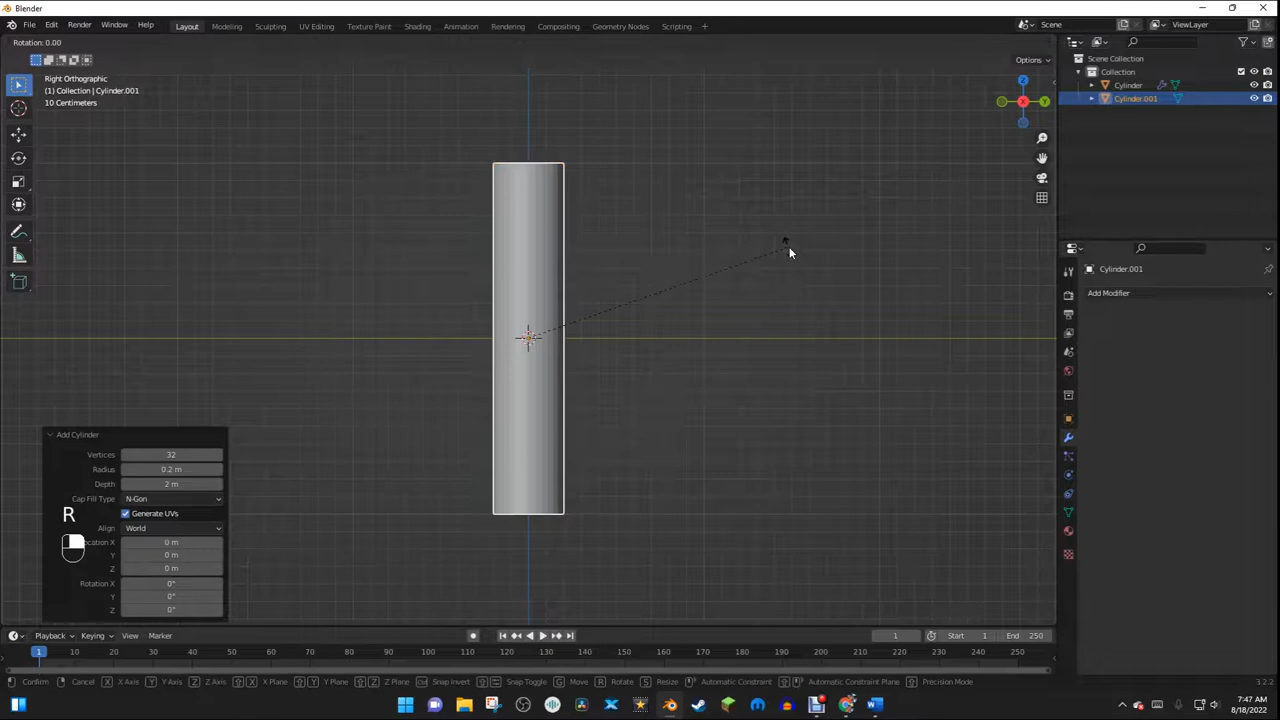 Blender
File Edit Render Window Help Layout Modeling Sculpting UV Editing Texture Paint Shading Animation Rendering Compositing Geometry Nodes Scripting + Scene ViewLayer
Rotation: 0.00
Options
Right Orthographic
(1) Collection | Cylinder.001
10 Centimeters
Z
X
Y
Scene Collection
Collection
Cylinder
Cylinder.001
Cylinder.001
Add Modifier
Add Cylinder
Vertices 32
Radius 0.2 m
Depth 2 m
Cap Fill Type N-Gon
Generate UVs
Align World
ocation X 0 m
Y 0 m
Z 0 m
Rotation X 0°
Y 0°
Z 0°
R
Playback Keying View Marker 1 Start 1 End 250
1 10 20 30 40 50 60 70 80 90 100 110 120 130 140 150 160 170 180 190 200 210 220 230 240 250
Confirm Cancel X X-Axis Y Y-Axis Z Z-Axis X X Plane Y Y Plane Z Z Plane Snap Invert Snap Toggle G Move R Rotate S Resize Automatic Constraint Automatic Constraint Plane Precision Mode 3.2.2
7:47 AM
8/18/2022